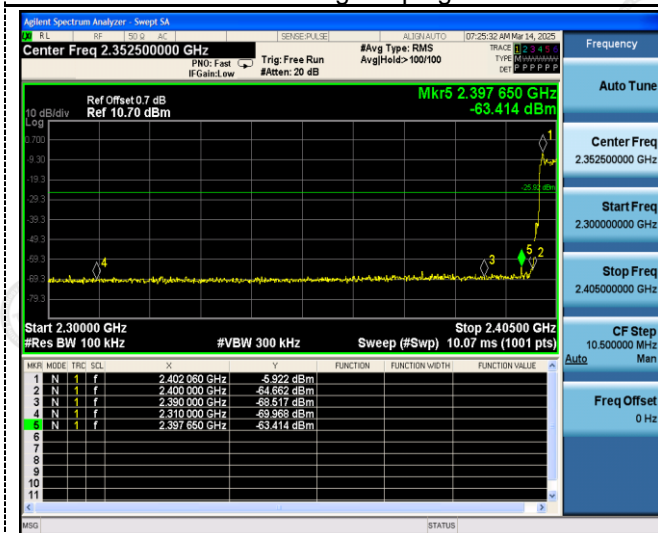 Agilent Spectrum Analyzer - Swept SA
RL RF 50 Ω AC SENSE:PULSE ALIGN AUTO 07:25:32 AM Mar 14, 2025
Center Freq 2.352500000 GHz
PNO: Fast
IFGain:Low
Trig: Free Run
#Atten: 20 dB
#Avg Type: RMS
Avg|Hold:>100/100
TRACE 1 2 3 4 5 6
TYPE M
DET P P P P P P
Ref Offset 0.7 dB
10 dB/div Ref 10.70 dBm
Log
Mkr5 2.397 650 GHz
-63.414 dBm
0.700
-9.30
-19.3
-29.3
-39.3
-49.3
-59.3
-69.3
-79.3
-25.92 dBm
1
2
3
4
5
Start 2.30000 GHz Stop 2.40500 GHz
#Res BW 100 kHz #VBW 300 kHz Sweep (#Swp) 10.07 ms (1001 pts)
MKR MODE TRC SCL X Y FUNCTION FUNCTION WIDTH FUNCTION VALUE
1 N 1 f 2.402 060 GHz -5.922 dBm
2 N 1 f 2.400 000 GHz -64.662 dBm
3 N 1 f 2.390 000 GHz -68.517 dBm
4 N 1 f 2.310 000 GHz -69.968 dBm
5 N 1 f 2.397 650 GHz -63.414 dBm
6
7
8
9
10
11
MSG STATUS
Frequency
Auto Tune
Center Freq
2.352500000 GHz
Start Freq
2.300000000 GHz
Stop Freq
2.405000000 GHz
CF Step
10.500000 MHz
Auto Man
Freq Offset
0 Hz